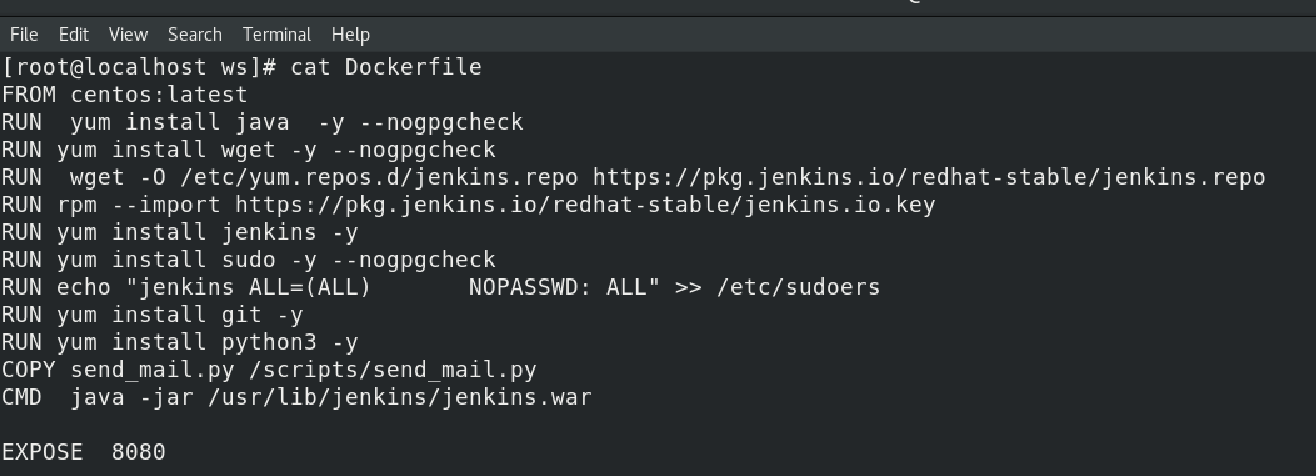 File Edit View Search Terminal Help
[root@localhost ws]# cat Dockerfile
FROM centos:latest
RUN  yum install java  -y --nogpgcheck
RUN yum install wget -y --nogpgcheck
RUN  wget -O /etc/yum.repos.d/jenkins.repo https://pkg.jenkins.io/redhat-stable/jenkins.repo
RUN rpm --import https://pkg.jenkins.io/redhat-stable/jenkins.io.key
RUN yum install jenkins -y
RUN yum install sudo -y --nogpgcheck
RUN echo "jenkins ALL=(ALL)       NOPASSWD: ALL" >> /etc/sudoers
RUN yum install git -y
RUN yum install python3 -y
COPY send_mail.py /scripts/send_mail.py
CMD  java -jar /usr/lib/jenkins/jenkins.war
EXPOSE  8080